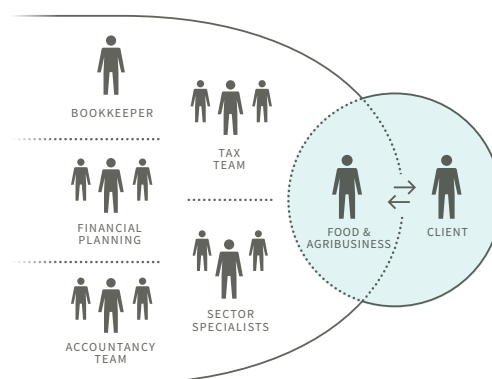 BOOKKEEPER
FINANCIAL
PLANNING
ACCOUNTANCY
TEAM
TAX
TEAM
SECTOR
SPECIALISTS
FOOD &
AGRIBUSINESS
CLIENT